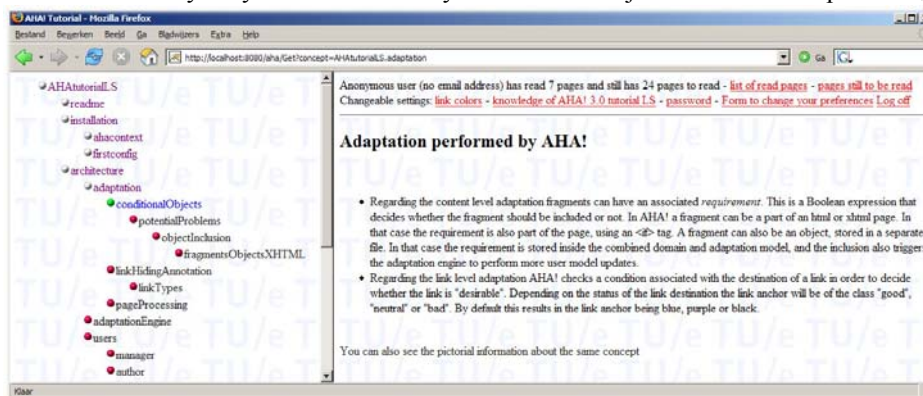 AHA! Tutorial - Mozilla Firefox
Bestand Bewerken Beeld Ga Bladwijzers Extra Help
http://localhost:8080/aha/Get?concept=AHAtutorialLS.adaptation
Ga
AHAtutorialLS
readme
installation
ahacontext
firstconfig
architecture
adaptation
conditionalObjects
potentialProblems
objectInclusion
fragmentsObjectsXHTML
linkHidingAnnotation
linkTypes
pageProcessing
adaptationEngine
users
manager
author
Anonymous user (no email address) has read 7 pages and still has 24 pages to read - list of read pages - pages still to be read
Changeable settings: link colors - knowledge of AHA! 3.0 tutorial LS - password - Form to change your preferences Log off
Adaptation performed by AHA!
• Regarding the content level adaptation fragments can have an associated requirement. This is a Boolean expression that
decides whether the fragment should be included or not. In AHA! a fragment can be a part of an html or xhtml page. In
that case the requirement is also part of the page, using an <if> tag. A fragment can also be an object, stored in a separate
file. In that case the requirement is stored inside the combined domain and adaptation model, and the inclusion also triggers
the adaptation engine to perform more user model updates.
• Regarding the link level adaptation AHA! checks a condition associated with the destination of a link in order to decide
whether the link is "desirable". Depending on the status of the link destination the link anchor will be of the class "good",
"neutral" or "bad". By default this results in the link anchor being blue, purple or black.
You can also see the pictorial information about the same concept
Klaar